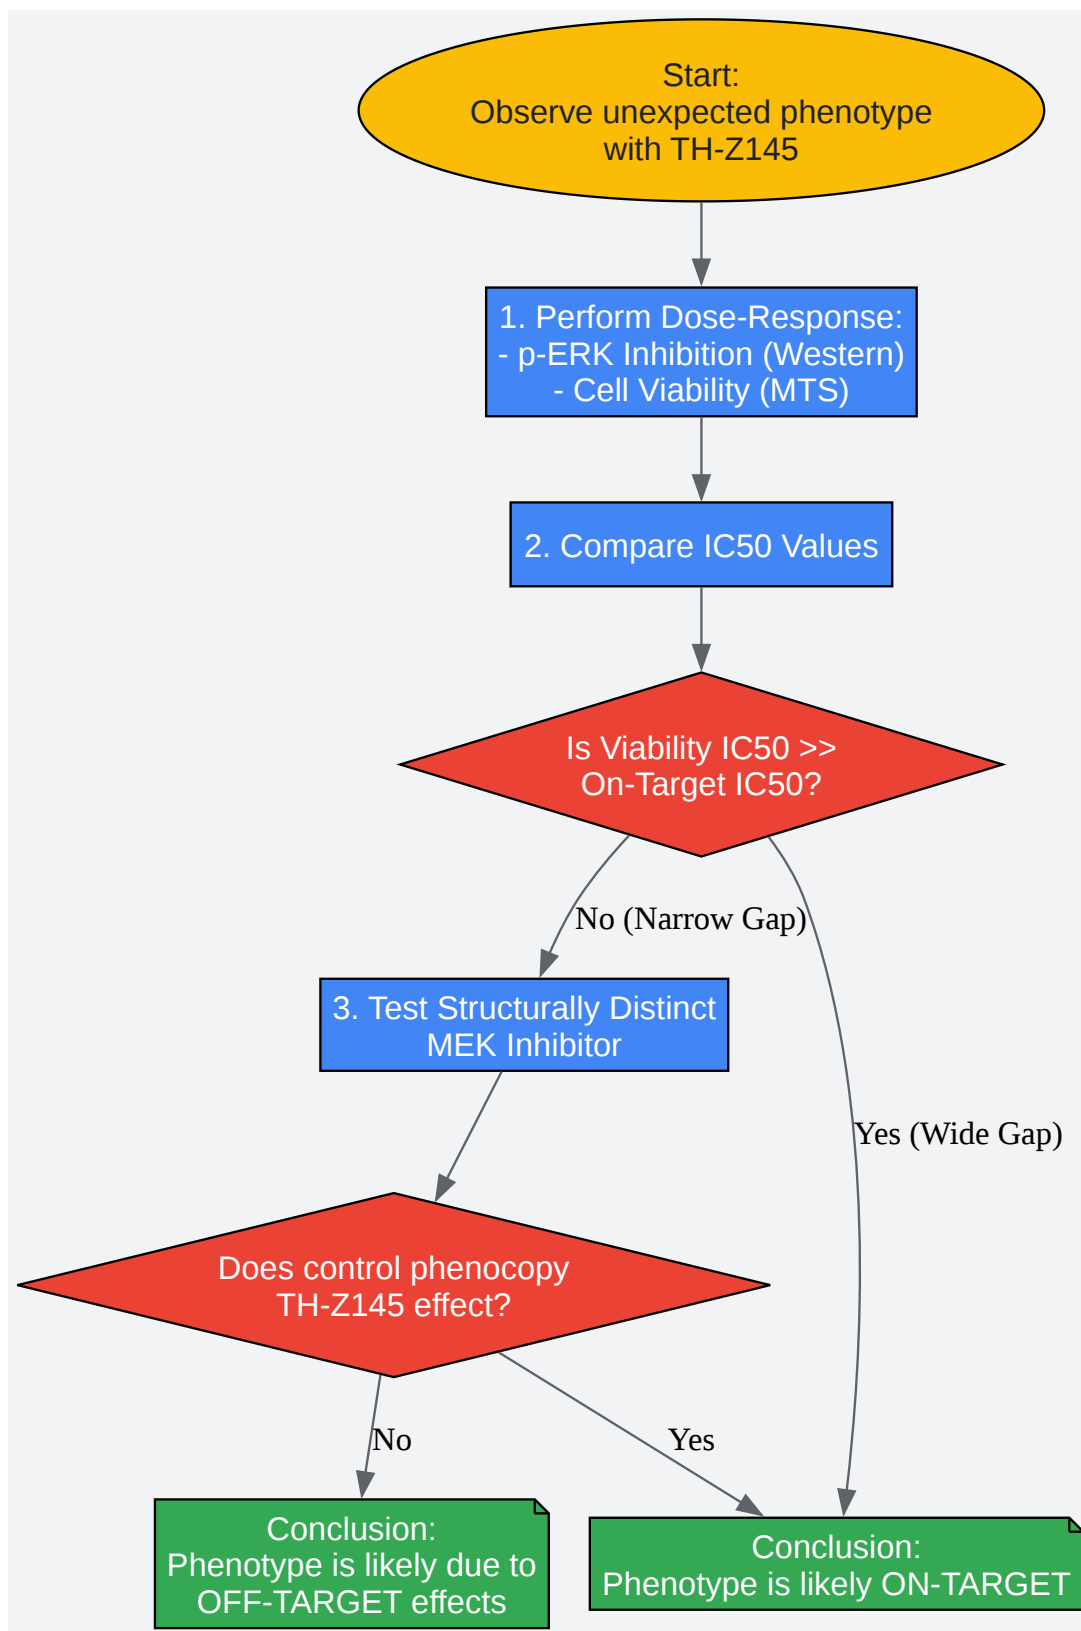 Start:
Observe unexpected phenotype
with TH-Z145
1. Perform Dose-Response:
- p-ERK Inhibition (Western)
- Cell Viability (MTS)
2. Compare IC50 Values
Is Viability IC50 >>
On-Target IC50?
No (Narrow Gap)
3. Test Structurally Distinct
MEK Inhibitor
Yes (Wide Gap)
Does control phenocopy
TH-Z145 effect?
No
Yes
Conclusion:
Phenotype is likely due to
OFF-TARGET effects
Conclusion:
Phenotype is likely ON-TARGET